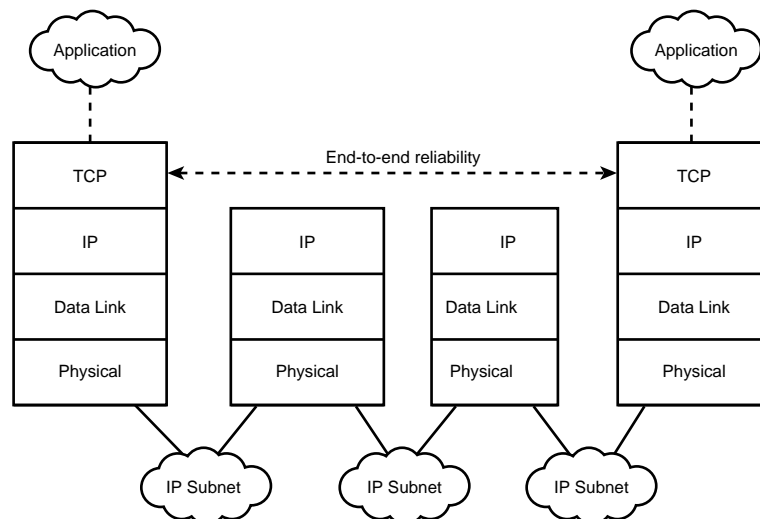 Application
Application
End-to-end reliability
TCP
TCP
IP
IP
IP
IP
Data Link
Data Link
Data Link
Data Link
Physical
Physical
Physical
Physical
IP Subnet
IP Subnet
IP Subnet